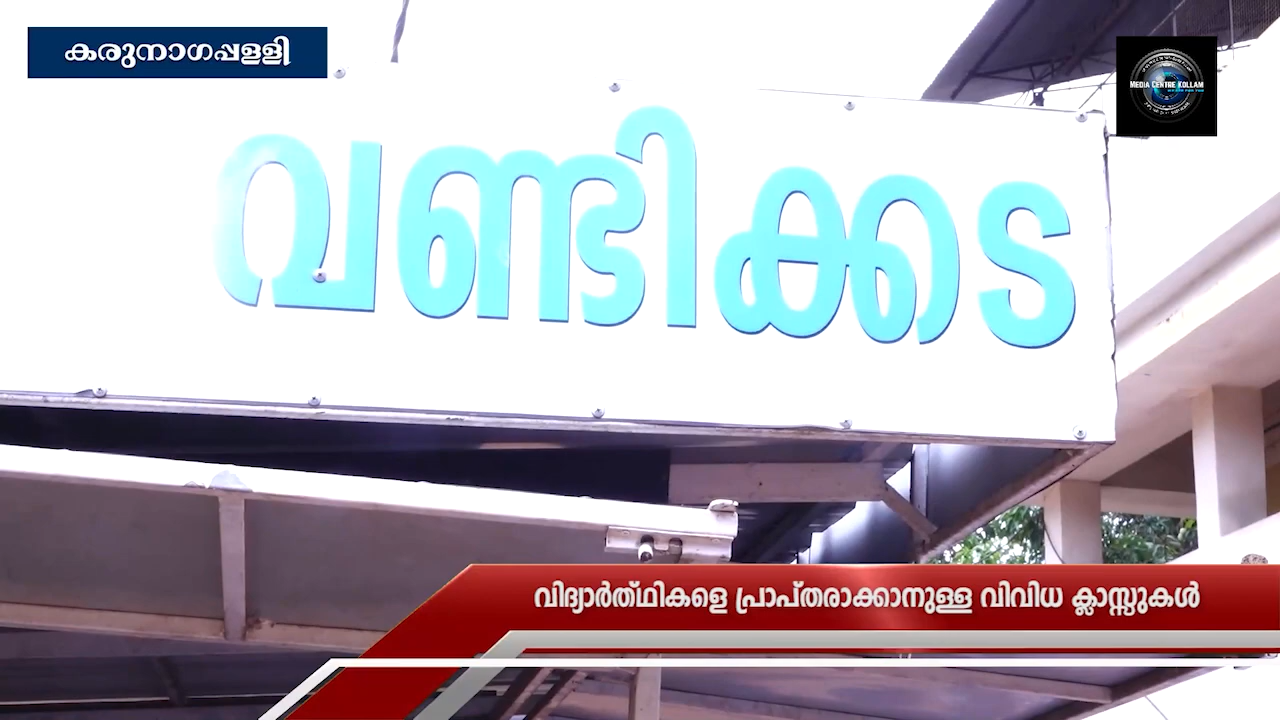 കരുനാഗപ്പള്ളി
MEDIA CENTRE KOLLAM
വണ്ടിക്കട
വിദ്യാർത്ഥികളെ പ്രാപ്തരാക്കാനുള്ള വിവിധ ക്ലാസ്സുകൾ